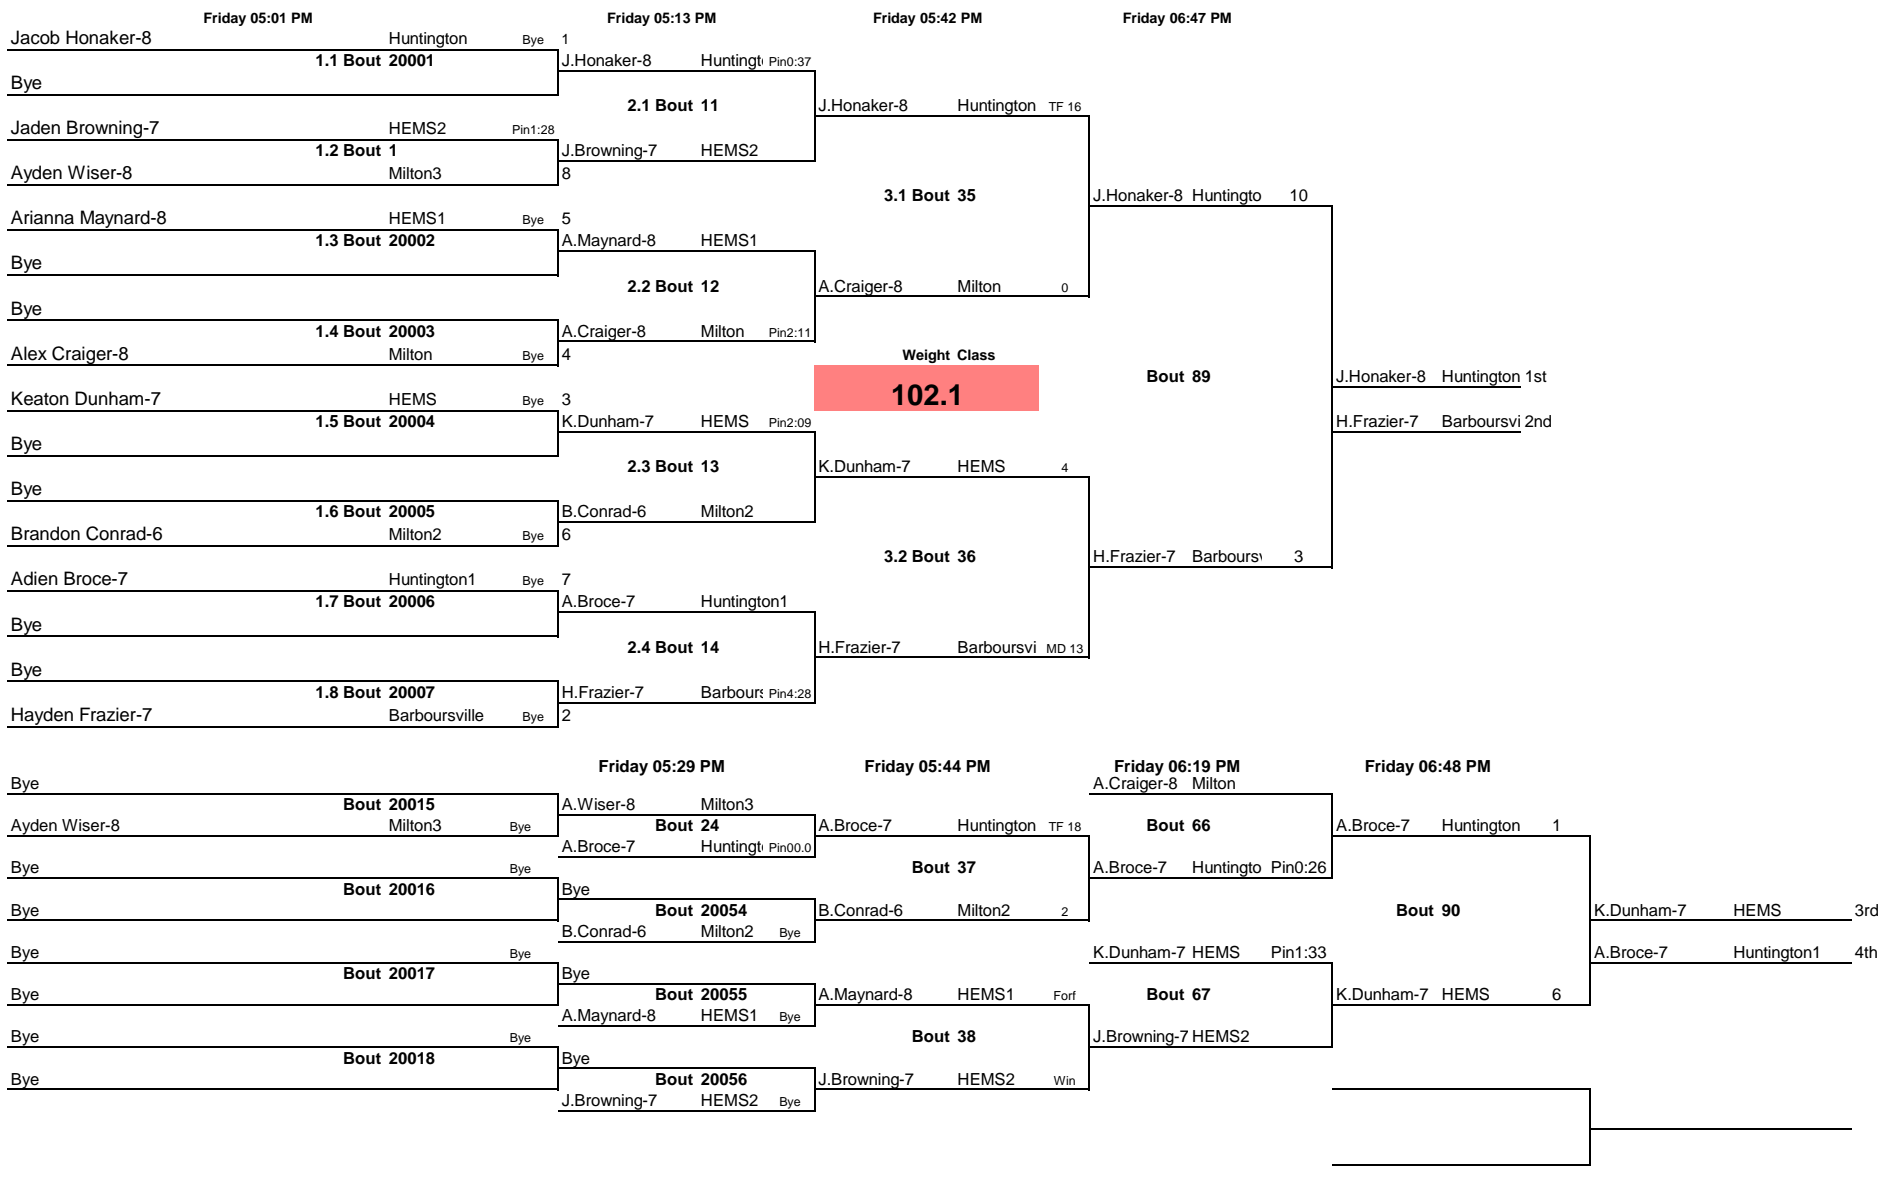 Friday 05:01 PM Friday 05:13 PM Friday 05:42 PM Friday 06:47 PM
Jacob Honaker-8 Huntington Bye 1
1.1 Bout 20001 J.Honaker-8 Huntingt Pin0:37
Bye
2.1 Bout 11 J.Honaker-8 Huntington TF 16
Jaden Browning-7 HEMS2 Pin1:28
1.2 Bout 1 J.Browning-7 HEMS2
Ayden Wiser-8 Milton3 8
3.1 Bout 35 J.Honaker-8 Huntingto 10
Arianna Maynard-8 HEMS1 Bye 5
1.3 Bout 20002 A.Maynard-8 HEMS1
Bye
2.2 Bout 12 A.Craiger-8 Milton 0
Bye
1.4 Bout 20003 A.Craiger-8 Milton Pin2:11
Alex Craiger-8 Milton Bye 4 Weight Class
Bout 89 J.Honaker-8 Huntington 1st
Keaton Dunham-7 HEMS Bye 3 102.1
1.5 Bout 20004 K.Dunham-7 HEMS Pin2:09 H.Frazier-7 Barboursvi 2nd
Bye
2.3 Bout 13 K.Dunham-7 HEMS 4
Bye
1.6 Bout 20005 B.Conrad-6 Milton2
Brandon Conrad-6 Milton2 Bye 6
3.2 Bout 36 H.Frazier-7 Barbours 3
Adien Broce-7 Huntington1 Bye 7
1.7 Bout 20006 A.Broce-7 Huntington1
Bye
2.4 Bout 14 H.Frazier-7 Barboursvi MD 13
Bye
1.8 Bout 20007 H.Frazier-7 Barbours Pin4:28
Hayden Frazier-7 Barboursville Bye 2
Friday 05:29 PM Friday 05:44 PM Friday 06:19 PM Friday 06:48 PM
Bye A.Craiger-8 Milton
Bout 20015 A.Wiser-8 Milton3
Ayden Wiser-8 Milton3 Bye Bout 24 A.Broce-7 Huntington TF 18 Bout 66 A.Broce-7 Huntington 1
A.Broce-7 Huntingt Pin00.0
Bye Bye Bout 37 A.Broce-7 Huntingto Pin0:26
Bout 20016 Bye
Bye Bout 20054 B.Conrad-6 Milton2 2 Bout 90 K.Dunham-7 HEMS 3rd
B.Conrad-6 Milton2 Bye
Bye Bye K.Dunham-7 HEMS Pin1:33 A.Broce-7 Huntington1 4th
Bout 20017 Bye
Bye Bout 20055 A.Maynard-8 HEMS1 Forf Bout 67 K.Dunham-7 HEMS 6
A.Maynard-8 HEMS1 Bye
Bye Bye Bout 38 J.Browning-7 HEMS2
Bout 20018 Bye
Bye Bout 20056 J.Browning-7 HEMS2 Win
J.Browning-7 HEMS2 Bye